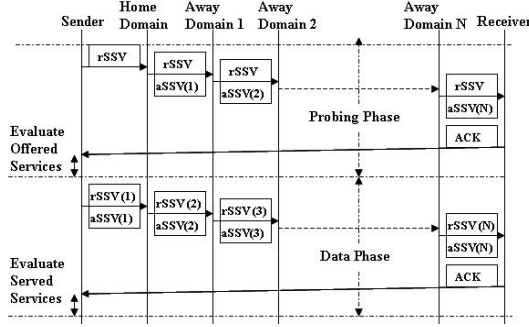 Sender
Home
Domain
Away
Domain 1
Away
Domain 2
Away
Domain N
Receiver
rSSV
rSSV
aSSV(1)
rSSV
aSSV(2)
rSSV
aSSV(N)
Probing Phase
ACK
Evaluate
Offered
Services
rSSV(1)
aSSV(1)
rSSV(2)
aSSV(2)
rSSV(3)
aSSV(3)
rSSV(N)
aSSV(N)
Data Phase
ACK
Evaluate
Served
Services